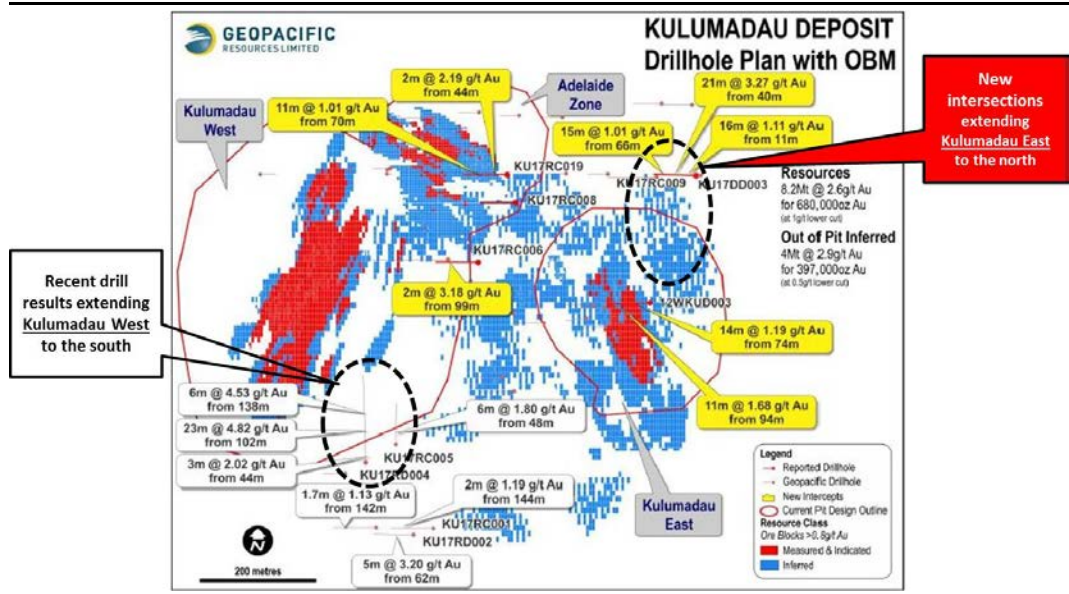 GEOPACIFIC
RESOURCES LIMITED
KULUMADAU DEPOSIT
Drillhole Plan with OBM
New
intersections
extending
Kulumadau East
to the north
2m @ 2.19 g/t Au
from 44m
Adelaide
Zone
21m @ 3.27 g/t Au
from 40m
Kulumadau
West
11m @ 1.01 g/t Au
from 70m
15m @ 1.01 g/t Au
from 66m
16m @ 1.11 g/t Au
from 11m
KU17RC019
KU17RC009
KU17DD003
KU17RC008
Resources
8.2Mt @ 2.6g/t Au
for 680,000oz Au
(at 1g/t lower cut)
Out of Pit Inferred
4Mt @ 2.9g/t Au
for 397,000oz Au
(at 0.5g/t lower cut)
KU17RC006
Recent drill
results extending
Kulumadau West
to the south
2m @ 3.18 g/t Au
from 99m
12WKUD003
14m @ 1.19 g/t Au
from 74m
6m @ 4.53 g/t Au
from 138m
6m @ 1.80 g/t Au
from 48m
11m @ 1.68 g/t Au
from 94m
23m @ 4.82 g/t Au
from 102m
3m @ 2.02 g/t Au
from 44m
KU17RC005
KU17RD004
1.7m @ 1.13 g/t Au
from 142m
2m @ 1.19 g/t Au
from 144m
Kulumadau
East
KU17RC001
KU17RD002
5m @ 3.20 g/t Au
from 62m
N
200 metres
Legend
Reported Drillhole
Geopacific Drillhole
New Intercepts
Current Pit Design Outline
Resource Class
Ore Blocks >0.8g/t Au
Measured & Indicated
Inferred